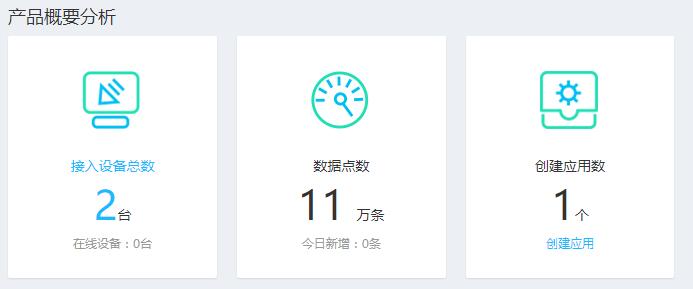 产品概要分析
接入设备总数
2台
在线设备：0台
数据点数
11 万条
今日新增：0条
创建应用数
1个
创建应用